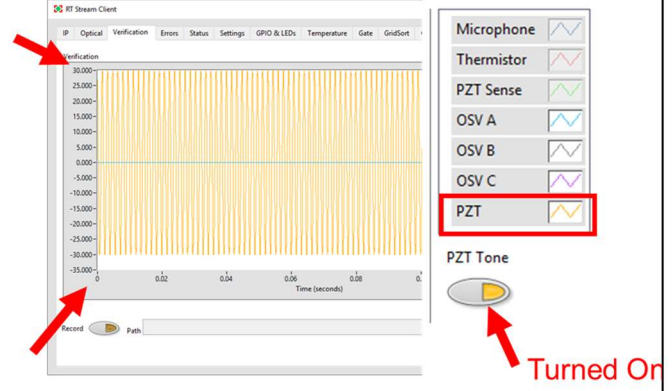 RT Stream Client
IP Optical Verification Errors Status Settings GPIO & LEDs Temperature Gate GridSort
Verification
30.000
25.000
20.000
15.000
10.000
5.000
0.000
-5.000
-10.000
-15.000
-20.000
-25.000
-30.000
-35.000
0 0.02 0.04 0.06 0.08 0.
Time (seconds)
Record Path
Microphone
Thermistor
PZT Sense
OSV A
OSV B
OSV C
PZT
PZT Tone
Turned On